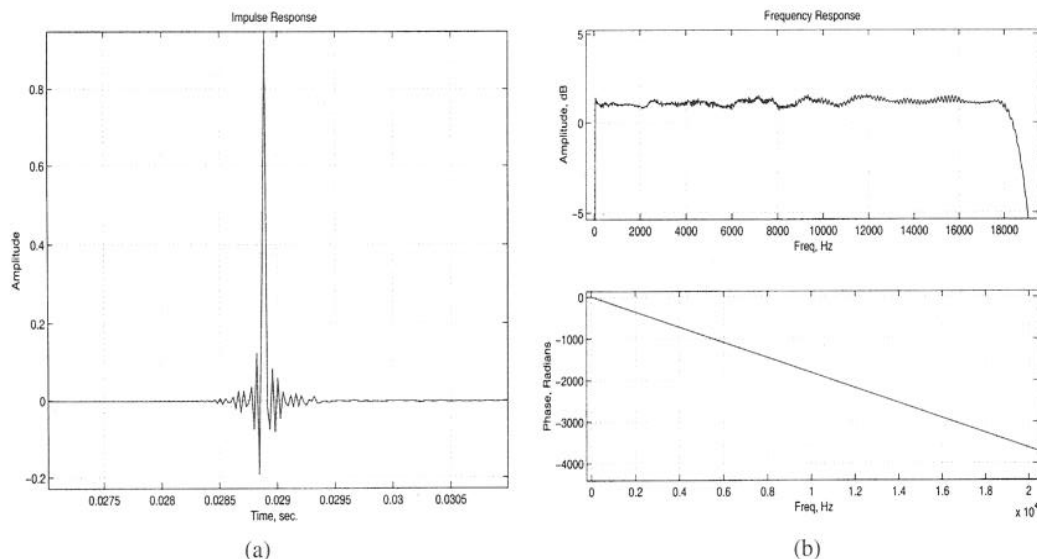 Impulse Response
0.8
0.6
0.4
0.2
0
−0.2
Amplitude
0.0275 0.028 0.0285 0.029 0.0295 0.03 0.0305
Time, sec.
(a)
Frequency Response
5
0
−5
Amplitude, dB
0 2000 4000 6000 8000 10000 12000 14000 16000 18000
Freq, Hz
0
−1000
−2000
−3000
−4000
Phase, Radians
0 0.2 0.4 0.6 0.8 1 1.2 1.4 1.6 1.8 2
Freq, Hz
(b)